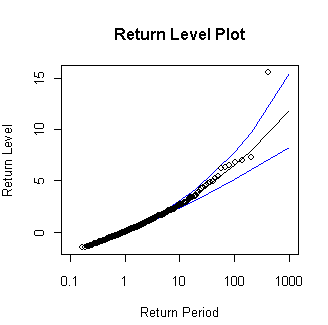 Return Level Plot
Return Level
15
10
5
0
0.1 1 10 100 1000
Return Period